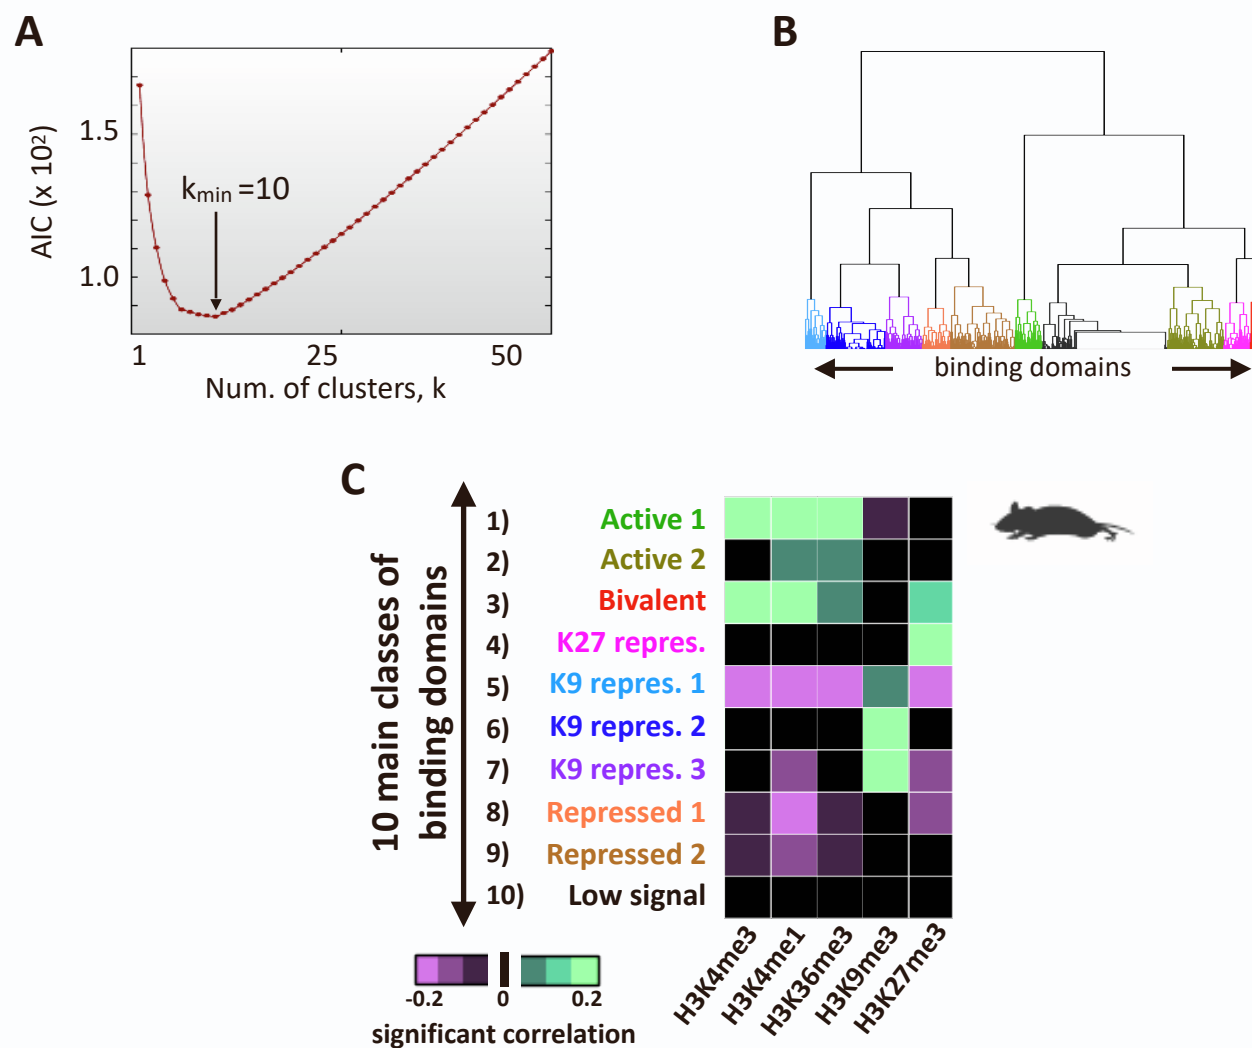 A
AIC (x 10²)
1.5
1.0
kmin =10
1 25 50
Num. of clusters, k
B
binding domains
C
10 main classes of
binding domains
1) Active 1
2) Active 2
3) Bivalent
4) K27 repres.
5) K9 repres. 1
6) K9 repres. 2
7) K9 repres. 3
8) Repressed 1
9) Repressed 2
10) Low signal
H3K4me3
H3K4me1
H3K36me3
H3K9me3
H3K27me3
-0.2 0 0.2
significant correlation